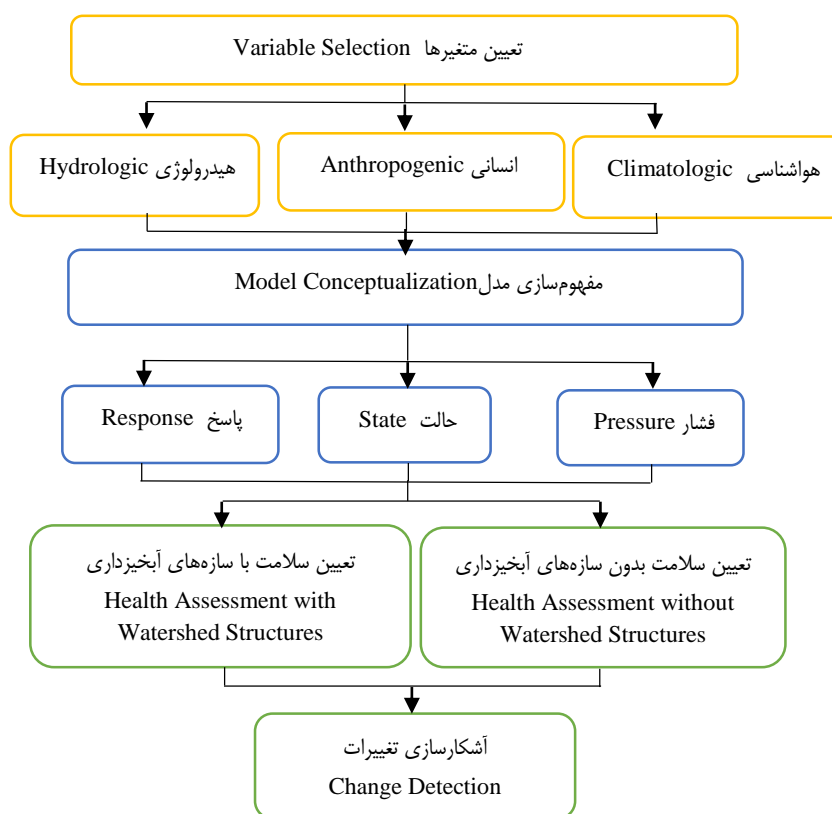 تعیین متغیرها Variable Selection
هیدرولوژی Hydrologic
انسانی Anthropogenic
هواشناسی Climatologic
مفهوم‌سازی مدلModel Conceptualization
پاسخ Response
حالت State
فشار Pressure
تعیین سلامت با سازه‌های آبخیزداری
Health Assessment with
Watershed Structures
تعیین سلامت بدون سازه‌های آبخیزداری
Health Assessment without
Watershed Structures
آشکارسازی تغییرات
Change Detection